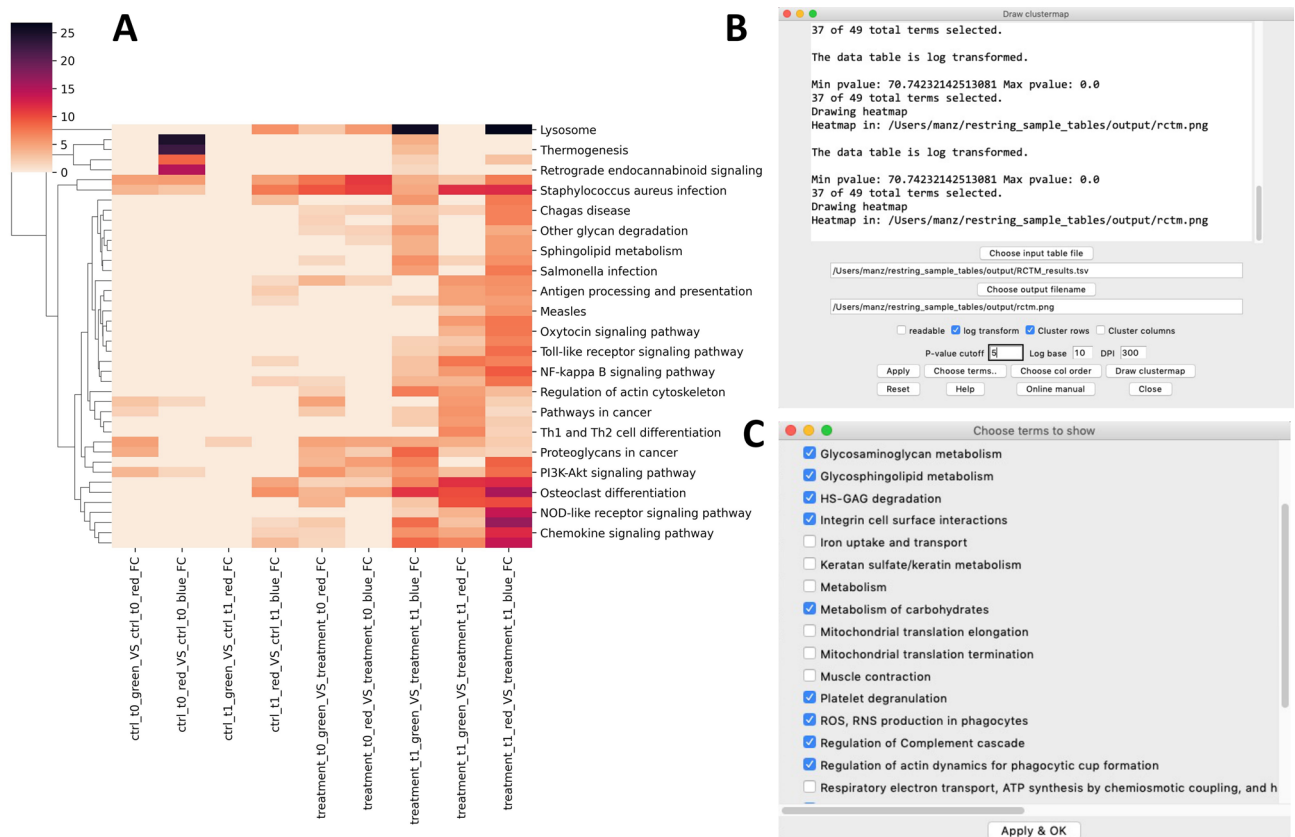 A
25
20
15
10
5
0
Lysosome
Thermogenesis
Retrograde endocannabinoid signaling
Staphylococcus aureus infection
Chagas disease
Other glycan degradation
Sphingolipid metabolism
Salmonella infection
Antigen processing and presentation
Measles
Oxytocin signaling pathway
Toll-like receptor signaling pathway
NF-kappa B signaling pathway
Regulation of actin cytoskeleton
Pathways in cancer
Th1 and Th2 cell differentiation
Proteoglycans in cancer
PI3K-Akt signaling pathway
Osteoclast differentiation
NOD-like receptor signaling pathway
Chemokine signaling pathway
ctrl_t0_green_VS_ctrl_t0_red_FC
ctrl_t0_red_VS_ctrl_t0_blue_FC
ctrl_t1_green_VS_ctrl_t1_red_FC
ctrl_t1_red_VS_ctrl_t1_blue_FC
treatment_t0_green_VS_treatment_t0_red_FC
treatment_t0_red_VS_treatment_t0_blue_FC
treatment_t1_green_VS_treatment_t1_blue_FC
treatment_t1_green_VS_treatment_t1_red_FC
treatment_t1_red_VS_treatment_t1_blue_FC
B
Draw clustermap
37 of 49 total terms selected.
The data table is log transformed.
Min pvalue: 70.74232142513081 Max pvalue: 0.0
37 of 49 total terms selected.
Drawing heatmap
Heatmap in: /Users/manz/restring_sample_tables/output/rctm.png
The data table is log transformed.
Min pvalue: 70.74232142513081 Max pvalue: 0.0
37 of 49 total terms selected.
Drawing heatmap
Heatmap in: /Users/manz/restring_sample_tables/output/rctm.png
Choose input table file
/Users/manz/restring_sample_tables/output/RCTM_results.tsv
Choose output filename
/Users/manz/restring_sample_tables/output/rctm.png
readable log transform Cluster rows Cluster columns
P-value cutoff 5 Log base 10 DPI 300
Apply Choose terms.. Choose col order Draw clustermap
Reset Help Online manual Close
C
Choose terms to show
Glycosaminoglycan metabolism
Glycosphingolipid metabolism
HS-GAG degradation
Integrin cell surface interactions
Iron uptake and transport
Keratan sulfate/keratin metabolism
Metabolism
Metabolism of carbohydrates
Mitochondrial translation elongation
Mitochondrial translation termination
Muscle contraction
Platelet degranulation
ROS, RNS production in phagocytes
Regulation of Complement cascade
Regulation of actin dynamics for phagocytic cup formation
Respiratory electron transport, ATP synthesis by chemiosmotic coupling, and h
Apply & OK